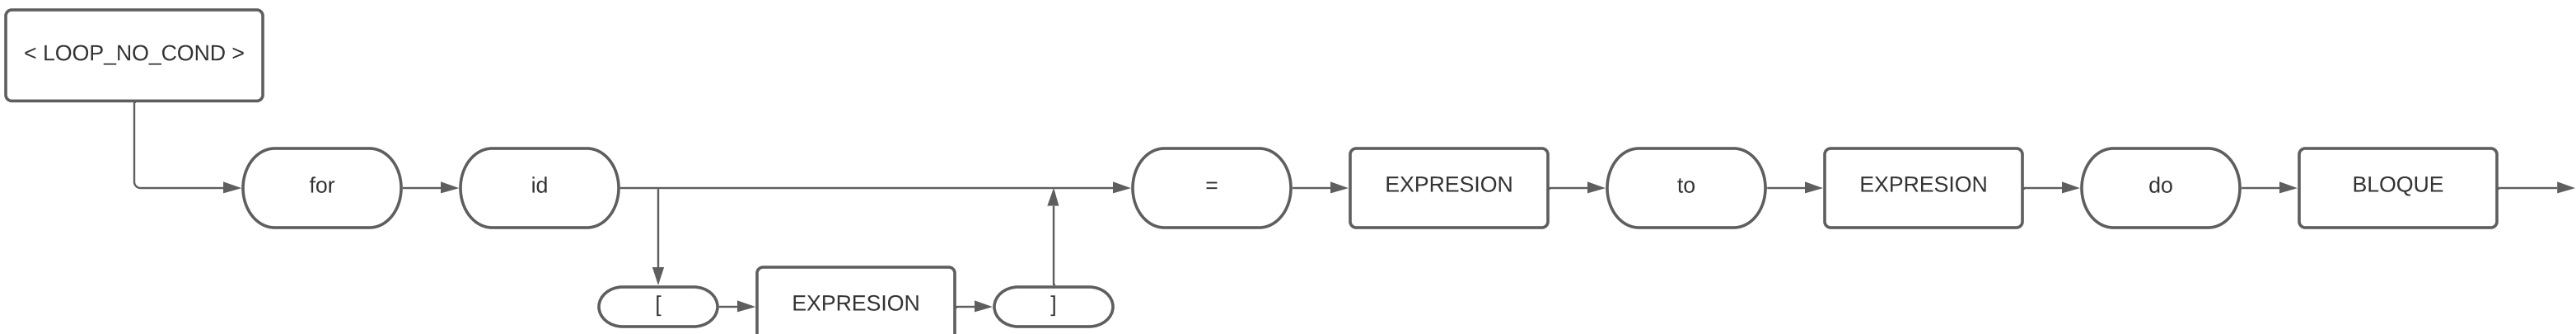 < LOOP_NO_COND >
for
id
=
EXPRESION
to
EXPRESION
do
BLOQUE
[
EXPRESION
]